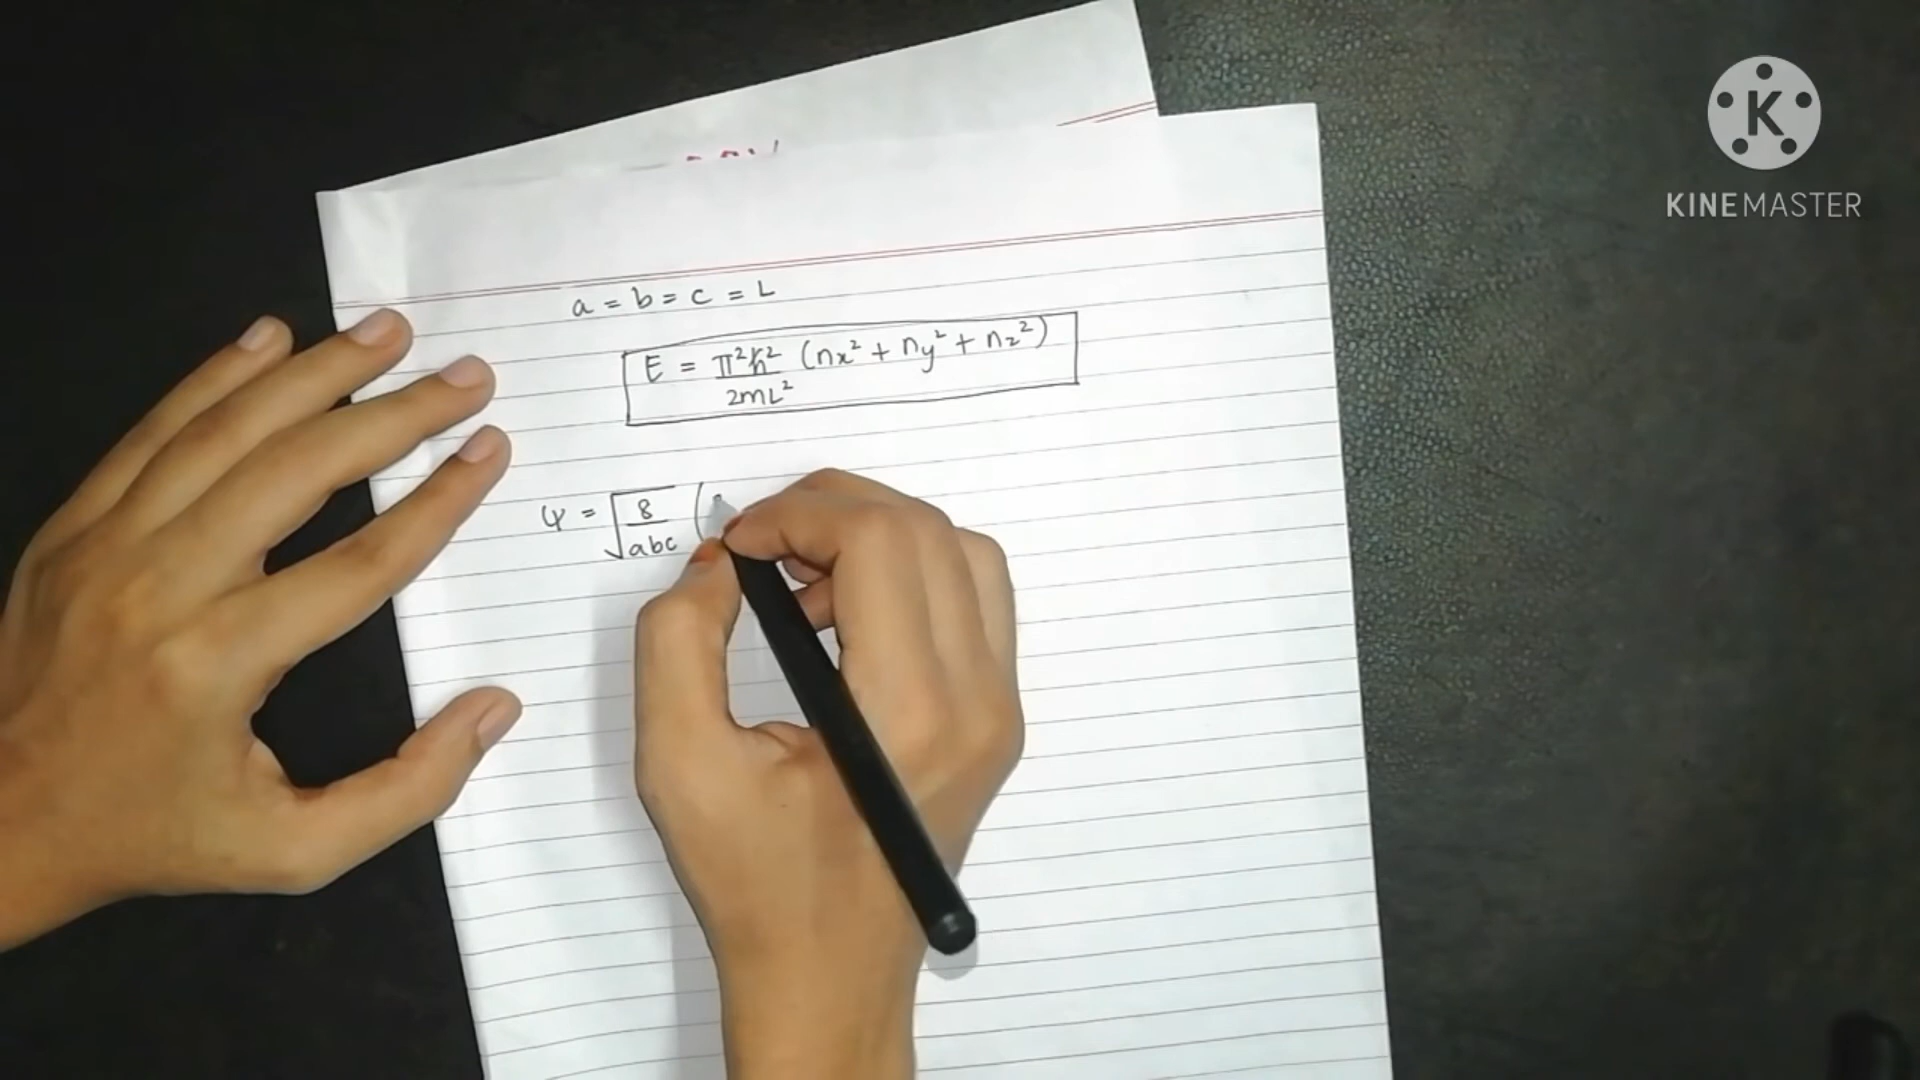 K
KINEMASTER
a = b = c = L
E = π²ħ²/2mL² (nx² + ny² + nz²)
ψ = √8/abc (